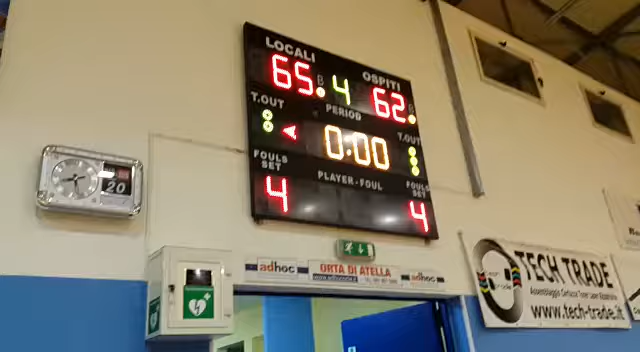 LOCALI
OSPITI
65
B
4
62
B
PERIOD
T.OUT
0:00
T.OUT
FOULS
SET
PLAYER-FOUL
FOULS
SET
4
4
20
adhoc
ORTA DI ATELLA
adhoc
TECH TRADE
www.tech-trade.it